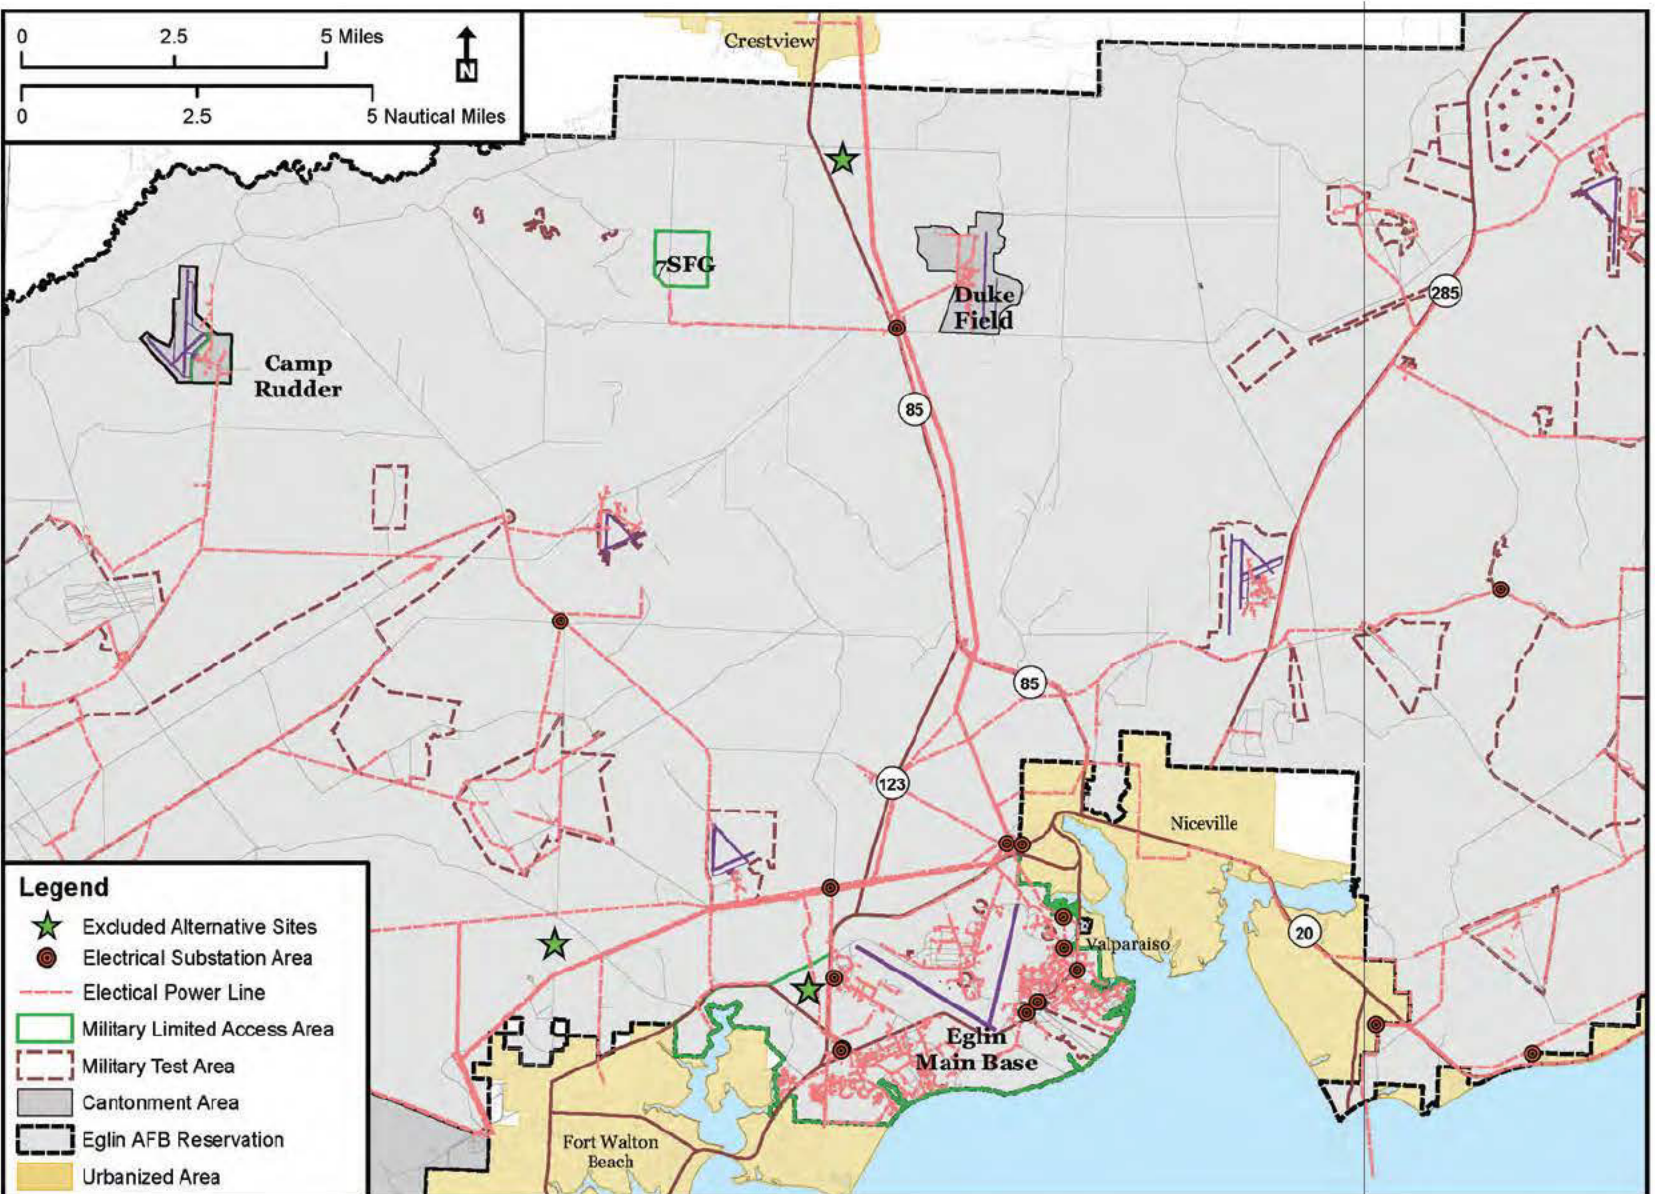 0 2.5 5 Miles
N
0 2.5 5 Nautical Miles
Crestview
7SFG
Duke
Field
285
Camp
Rudder
85
85
123
Niceville
20
Valparaiso
Eglin
Main Base
Fort Walton
Beach
Legend
Excluded Alternative Sites
Electrical Substation Area
Electical Power Line
Military Limited Access Area
Military Test Area
Cantonment Area
Eglin AFB Reservation
Urbanized Area